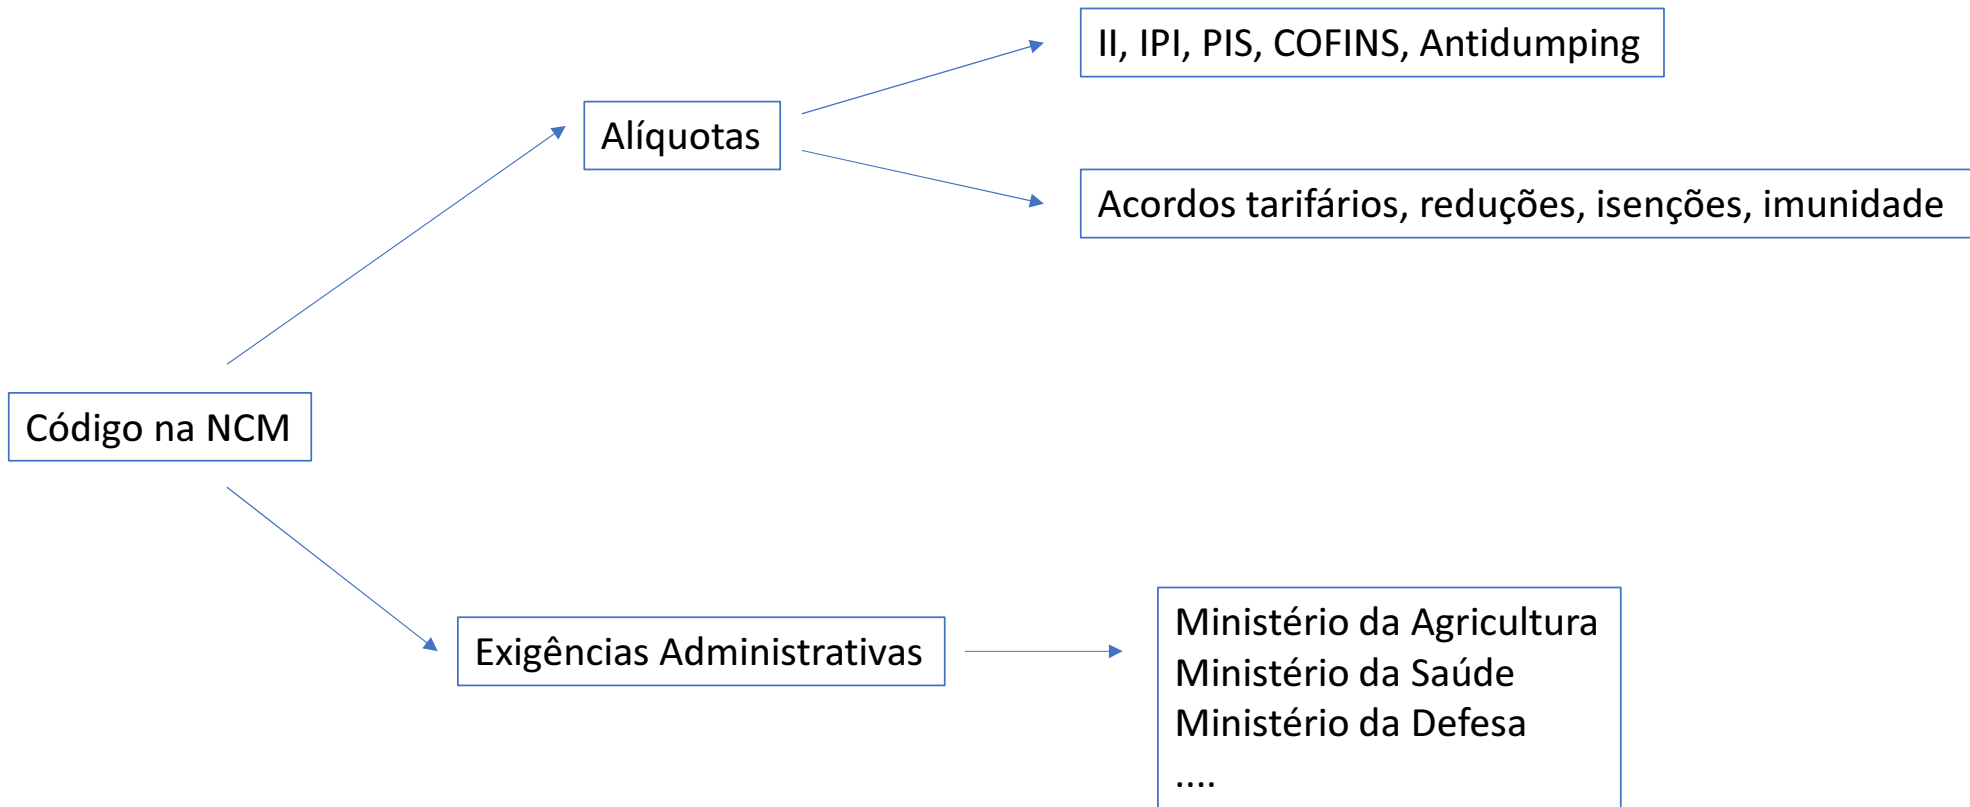 II, IPI, PIS, COFINS, Antidumping
Alíquotas
Acordos tarifários, reduções, isenções, imunidade
Código na NCM
Exigências Administrativas
Ministério da Agricultura
Ministério da Saúde
Ministério da Defesa
....